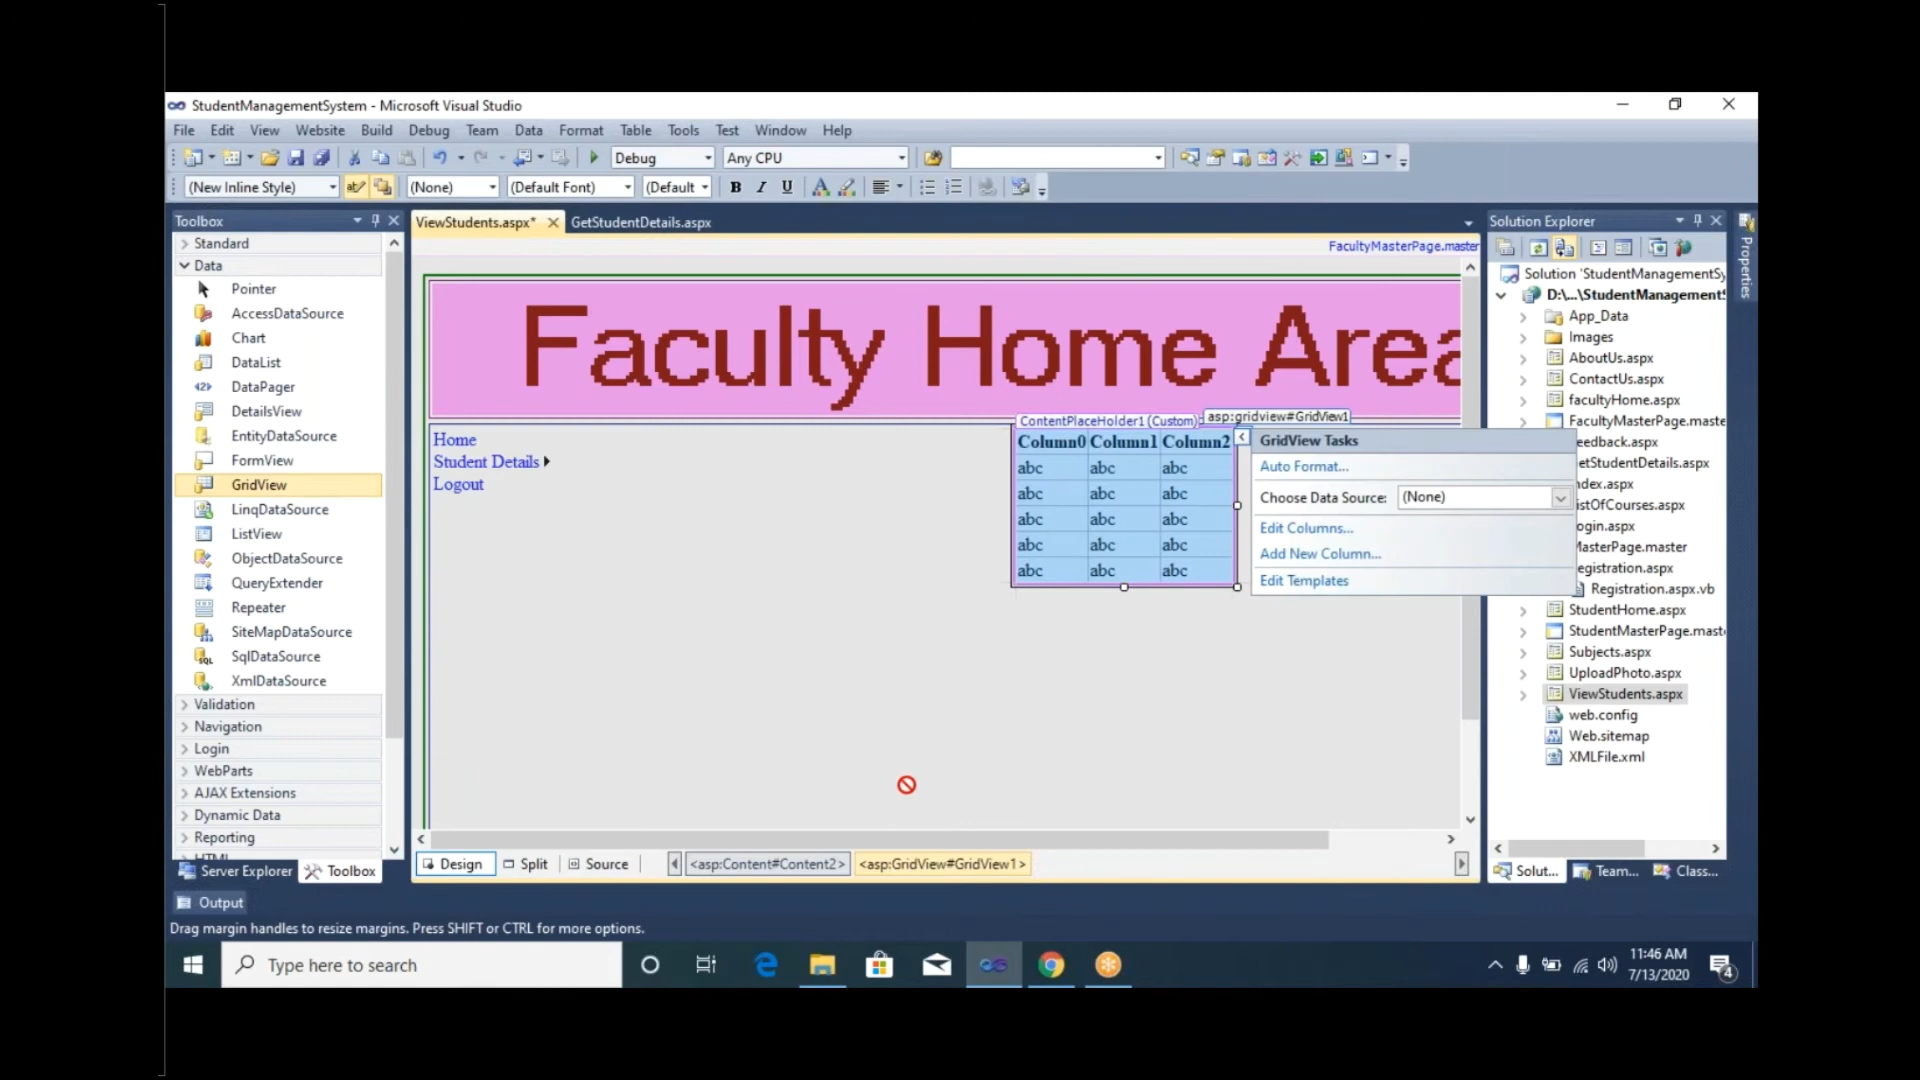 StudentManagementSystem - Microsoft Visual Studio
File Edit View Website Build Debug Team Data Format Table Tools Test Window Help
Debug Any CPU
(New Inline Style) (None) (Default Font) (Default B I U
Toolbox
Standard
Data
Pointer
AccessDataSource
Chart
DataList
DataPager
DetailsView
EntityDataSource
FormView
GridView
LinqDataSource
ListView
ObjectDataSource
QueryExtender
Repeater
SiteMapDataSource
SqlDataSource
XmlDataSource
Validation
Navigation
Login
WebParts
AJAX Extensions
Dynamic Data
Reporting
Server Explorer Toolbox
ViewStudents.aspx* GetStudentDetails.aspx
FacultyMasterPage.master
Faculty Home Area
ContentPlaceHolder1 (Custom) asp:gridview#GridView1
Home
Student Details
Logout
Column0 Column1 Column2
abc abc abc
abc abc abc
abc abc abc
abc abc abc
abc abc abc
GridView Tasks
Auto Format...
Choose Data Source: (None)
Edit Columns...
Add New Column...
Edit Templates
Design Split Source <asp:Content#Content2> <asp:GridView#GridView1>
Solution Explorer
Properties
Solution 'StudentManagementSy
D:\...\StudentManagementS
App_Data
Images
AboutUs.aspx
ContactUs.aspx
facultyHome.aspx
FacultyMasterPage.maste
eedback.aspx
etStudentDetails.aspx
ndex.aspx
istOfCourses.aspx
ogin.aspx
MasterPage.master
egistration.aspx
Registration.aspx.vb
StudentHome.aspx
StudentMasterPage.mast
Subjects.aspx
UploadPhoto.aspx
ViewStudents.aspx
web.config
Web.sitemap
XMLFile.xml
Solut... Team... Class...
Output
Drag margin handles to resize margins. Press SHIFT or CTRL for more options.
Type here to search
11:46 AM
7/13/2020
4